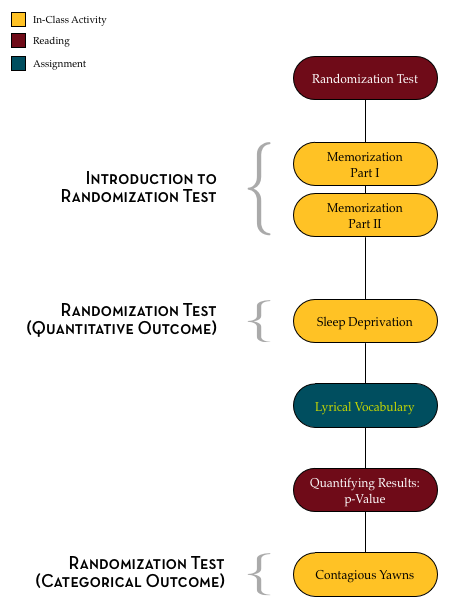 In-Class Activity
Reading
Assignment
Randomization Test
Introduction to
Randomization Test
Memorization
Part I
Memorization
Part II
Randomization Test
(Quantitative Outcome)
Sleep Deprivation
Lyrical Vocabulary
Quantifying Results:
p-Value
Randomization Test
(Categorical Outcome)
Contagious Yawns